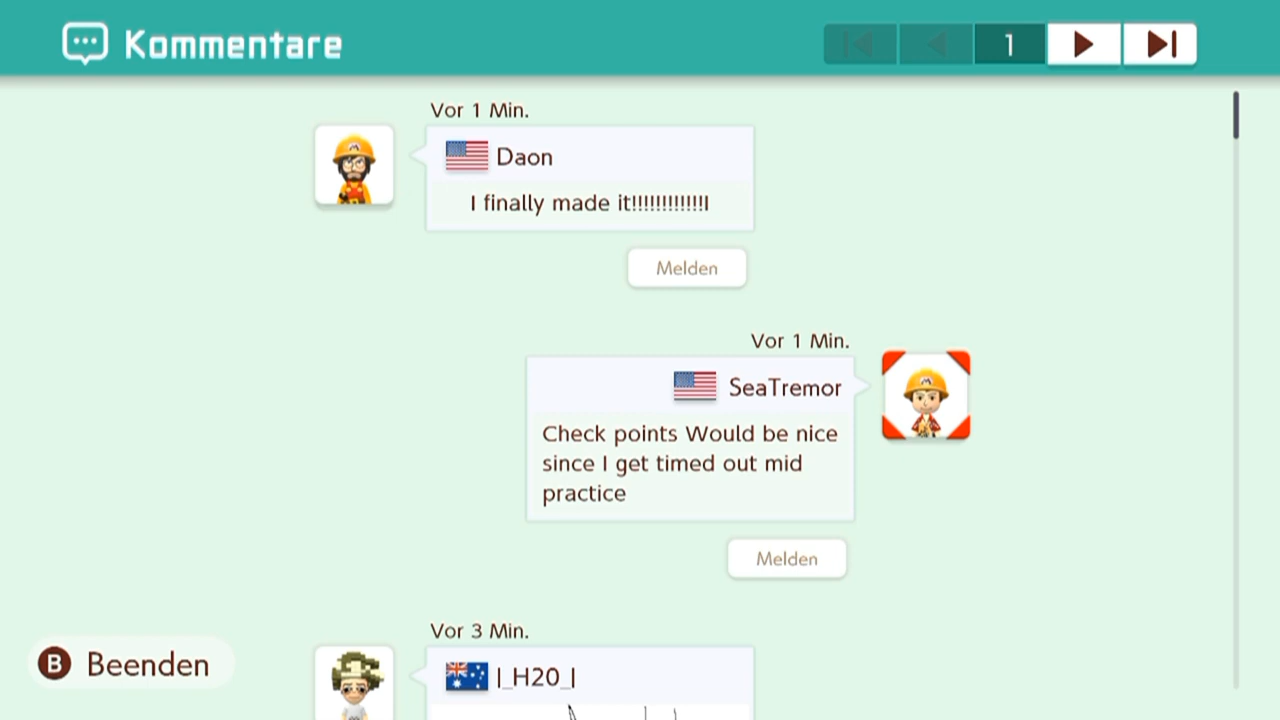 Kommentare
1
Vor 1 Min.
Daon
I finally made it!!!!!!!!!!!!!
Melden
Vor 1 Min.
SeaTremor
Check points Would be nice
since I get timed out mid
practice
Melden
Vor 3 Min.
|_H20_|
B Beenden